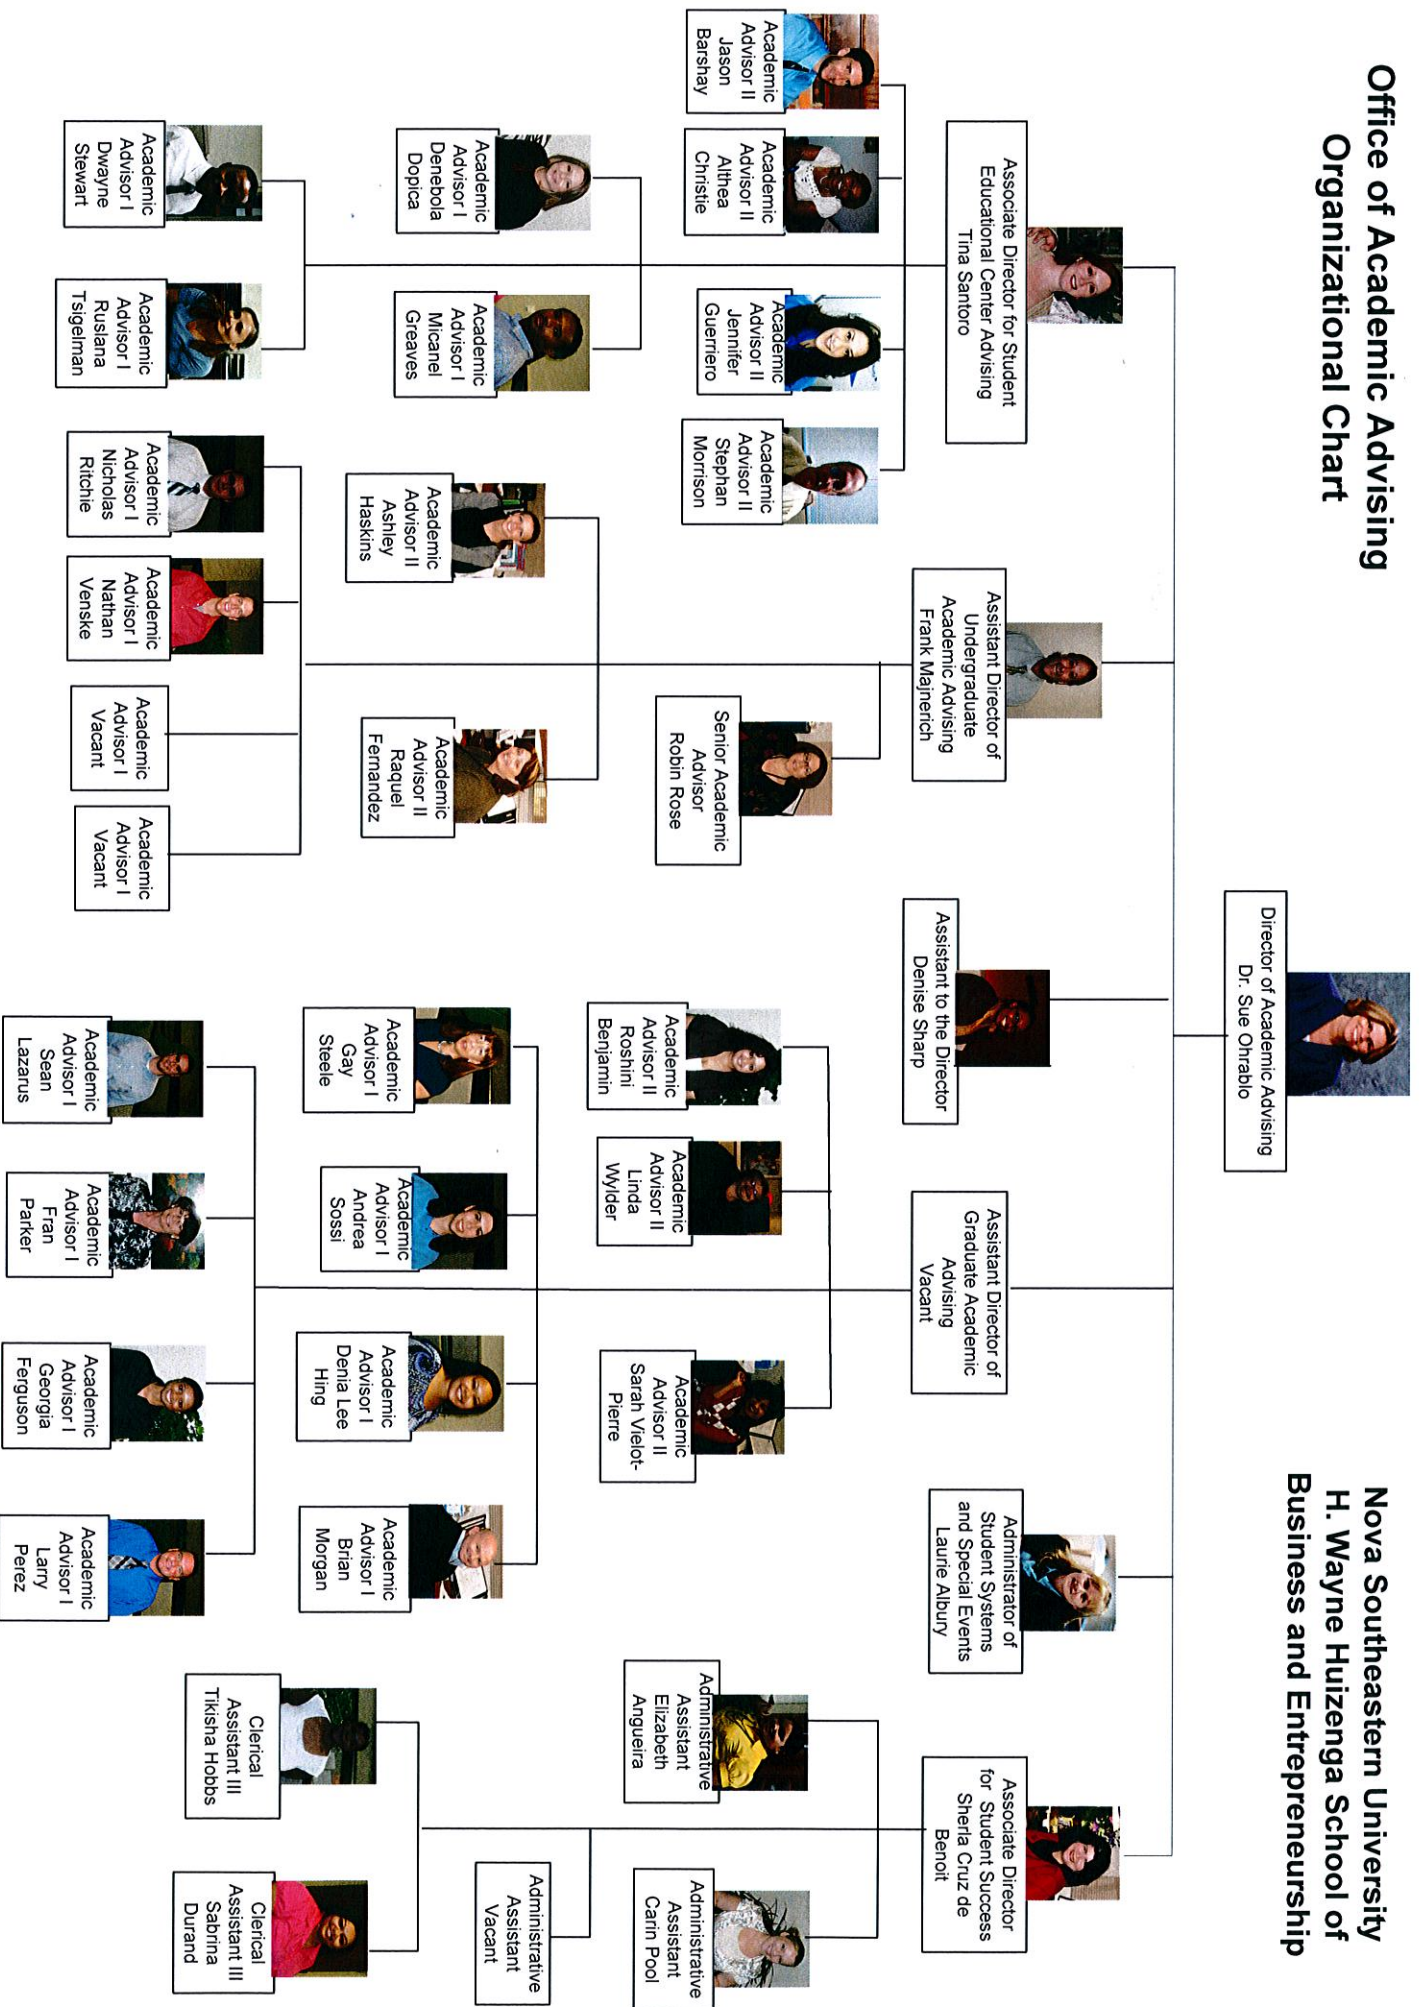 Office of Academic Advising
Organizational Chart
Nova Southeastern University
H. Wayne Huizenga School of
Business and Entrepreneurship
Director of Academic Advising
Dr. Sue Ohrablo
Associate Director for Student
Educational Center Advising
Tina Santoro
Assistant Director of
Undergraduate
Academic Advising
Frank Majnerich
Assistant to the Director
Denise Sharp
Assistant Director of
Graduate Academic
Advising
Vacant
Administrator of
Student Systems
and Special Events
Laurie Albury
Associate Director
for Student Success
Sherla Cruz de
Benoit
Academic
Advisor II
Jason
Barshay
Academic
Advisor II
Althea
Christie
Academic
Advisor II
Jennifer
Guerriero
Academic
Advisor II
Stephan
Morrison
Academic
Advisor I
Denebola
Dopica
Academic
Advisor I
Micanel
Greaves
Academic
Advisor I
Dwayne
Stewart
Academic
Advisor I
Ruslana
Tsigelman
Senior Academic
Advisor
Robin Rose
Academic
Advisor II
Ashley
Haskins
Academic
Advisor II
Raquel
Fernandez
Academic
Advisor I
Nicholas
Ritchie
Academic
Advisor I
Nathan
Venske
Academic
Advisor I
Vacant
Academic
Advisor I
Vacant
Academic
Advisor II
Roshini
Benjamin
Academic
Advisor II
Linda
Wylder
Academic
Advisor II
Sarah Vielot-
Pierre
Academic
Advisor I
Gay
Steele
Academic
Advisor I
Andrea
Sossi
Academic
Advisor I
Denia Lee
Hing
Academic
Advisor I
Brian
Morgan
Academic
Advisor I
Sean
Lazarus
Academic
Advisor I
Fran
Parker
Academic
Advisor I
Georgia
Ferguson
Academic
Advisor I
Larry
Perez
Administrative
Assistant
Elizabeth
Angueira
Administrative
Assistant
Carin Pool
Administrative
Assistant
Vacant
Clerical
Assistant III
Tikisha Hobbs
Clerical
Assistant III
Sabrina
Durand